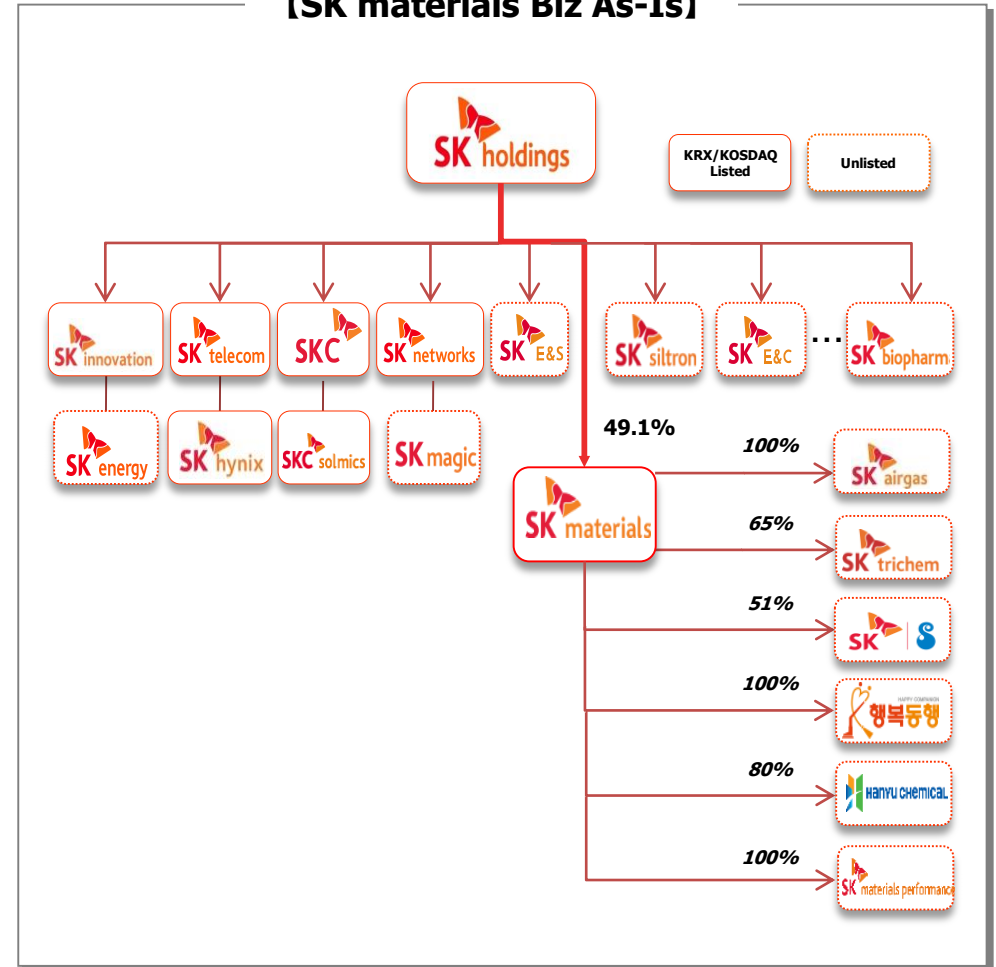 【SK materials Biz As-Is】
SK holdings
KRX/KOSDAQ
Listed
Unlisted
SK innovation
SK telecom
SKC
SK networks
SK E&S
SK siltron
SK E&C
...
SK biopharm
SK energy
SK hynix
SKC solmics
SK magic
49.1%
SK materials
100%
SK airgas
65%
SK trichem
51%
SK
100%
HAPPY COMPANION
행복동행
80%
HANYU CHEMICAL
100%
SK materials performance